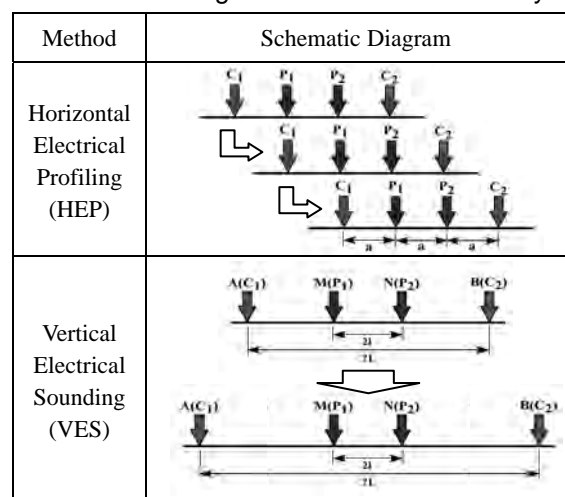 Method Schematic Diagram
Horizontal
Electrical
Profiling
(HEP)
C1 P1 P2 C2
C1 P1 P2 C2
C1 P1 P2 C2
a a a
Vertical
Electrical
Sounding
(VES)
A(C1) M(P1) N(P2) B(C2)
2l
2L
A(C1) M(P1) N(P2) B(C2)
2l
2L